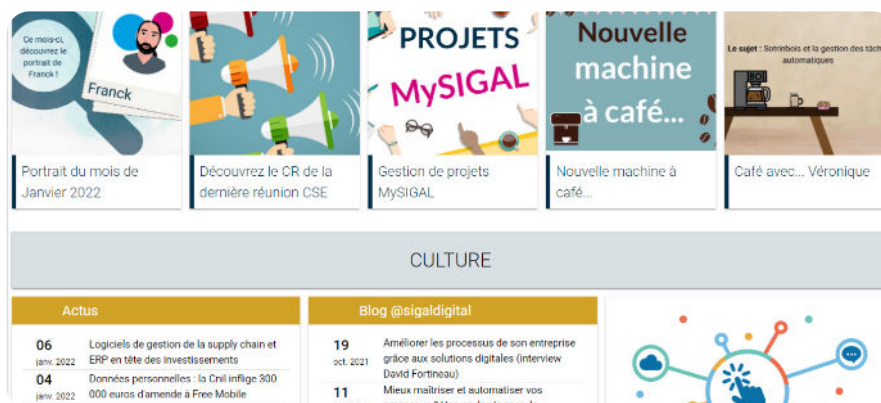 Ce mois-ci,
découvrez le
portrait de
Franck !
Franck
PROJETS
MySIGAL
Nouvelle
machine
à café...
Le sujet : Sotrinbois et la gestion des tâch
automatiques
Portrait du mois de
Janvier 2022
Découvrez le CR de la
dernière réunion CSE
Gestion de projets
MySIGAL
Nouvelle machine à
café...
Café avec... Véronique
CULTURE
Actus
06
janv. 2022
Logiciels de gestion de la supply chain et
ERP en tête des investissements
04
janv. 2022
Données personnelles : la Cnil inflige 300
000 euros d'amende à Free Mobile
Blog @sigaldigital
19
oct. 2021
Améliorer les processus de son entreprise
grâce aux solutions digitales (interview
David Fortineau)
11
Mieux maîtriser et automatiser vos